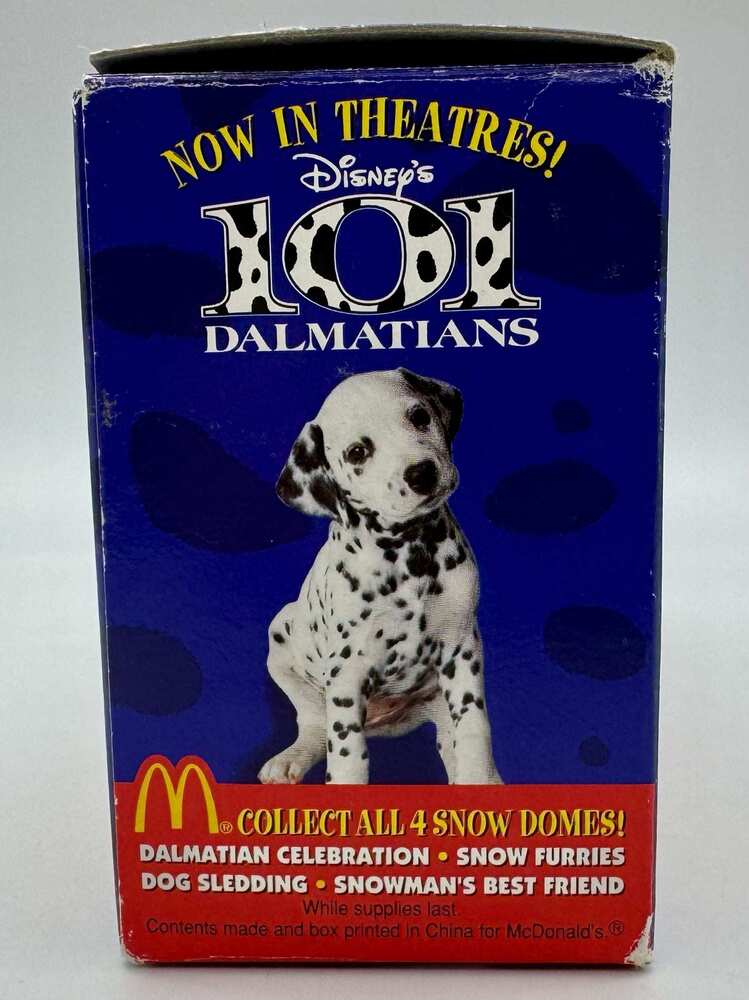 NOW IN THEATRES!
DISNEY'S
101
DALMATIANS
M® COLLECT ALL 4 SNOW DOMES!
DALMATIAN CELEBRATION • SNOW FURRIES
DOG SLEDDING • SNOWMAN'S BEST FRIEND
While supplies last.
Contents made and box printed in China for McDonald's.®